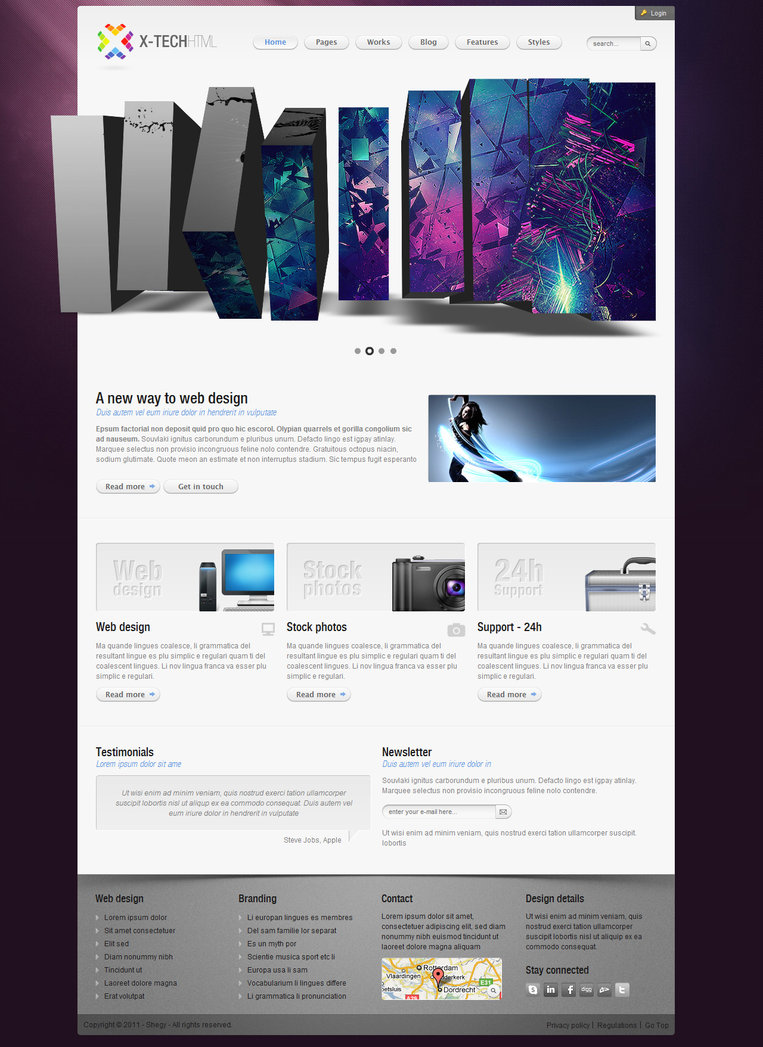 Login
X-TECHHTML
Home Pages Works Blog Features Styles
search...
A new way to web design
Duis autem vel eum iriure dolor in hendrerit in vulputate
Epsum factorial non deposit quid pro quo hic escorol. Olypian quarrels et gorilla congolium sic
ad nauseum. Souvlaki ignitus carborundum e pluribus unum. Defacto lingo est igpay atinlay.
Marquee selectus non provisio incongruous feline nolo contendre. Gratuitous octopus niacin,
sodium glutimate. Quote meon an estimate et non interruptus stadium. Sic tempus fugit esperanto
Read more Get in touch
Web
design
Stock
photos
24h
Support
Web design
Ma quande lingues coalesce, li grammatica del
resultant lingue es plu simplic e regulari quam ti del
coalescent lingues. Li nov lingua franca va esser plu
simplic e regulari.
Read more
Stock photos
Ma quande lingues coalesce, li grammatica del
resultant lingue es plu simplic e regulari quam ti del
coalescent lingues. Li nov lingua franca va esser plu
simplic e regulari.
Read more
Support - 24h
Ma quande lingues coalesce, li grammatica del
resultant lingue es plu simplic e regulari quam ti del
coalescent lingues. Li nov lingua franca va esser plu
simplic e regulari.
Read more
Testimonials
Lorem ipsum dolor sit ame
Ut wisi enim ad minim veniam, quis nostrud exerci tation ullamcorper
suscipit lobortis nisl ut aliqup ex ea commodo consequat. Duis autem vel
eum iriure dolor in hendrerit in vulputate
Steve Jobs, Apple
Newsletter
Duis autem vel eum iriure dolor in
Souvlaki ignitus carborundum e pluribus unum. Defacto lingo est igpay atinlay.
Marquee selectus non provisio incongruous feline nolo contendre.
enter your e-mail here...
Ut wisi enim ad minim veniam, quis nostrud exerci tation ullamcorper suscipit
lobortis
Web design
Lorem ipsum dolor
Sit amet consectetuer
Elit sed
Diam nonummy nibh
Tincidunt ut
Laoreet dolore magna
Erat volutpat
Branding
Li europan lingues es membres
Del sam familie lor separat
Es un myth por
Scientie musica sport etc li
Europa usa li sam
Vocabularium li lingues differe
Li grammatica li pronunciation
Contact
Lorem ipsum dolor sit amet,
consectetuer adipiscing elit, sed diam
nonummy nibh euismod tincidunt ut
laoreet dolore magna aliquam
Rotterdam
Vlaardingen
Dordrecht
E31
Design details
Ut wisi enim ad minim veniam, quis
nostrud exerci tation ullamcorper
suscipit lobortis nisl ut aliquip ex ea
commodo consequat.
Stay connected
Copyright © 2011 - Shegy - All rights reserved.
Privacy policy | Regulations | Go Top